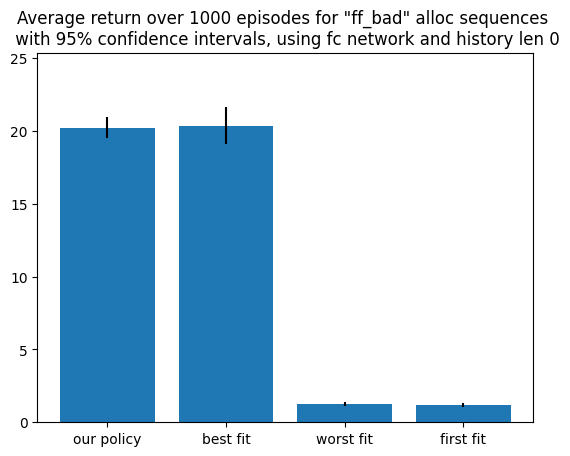 Average return over 1000 episodes for "ff_bad" alloc sequences
with 95% confidence intervals, using fc network and history len 0
25
20
15
10
5
0
our policy best fit worst fit first fit